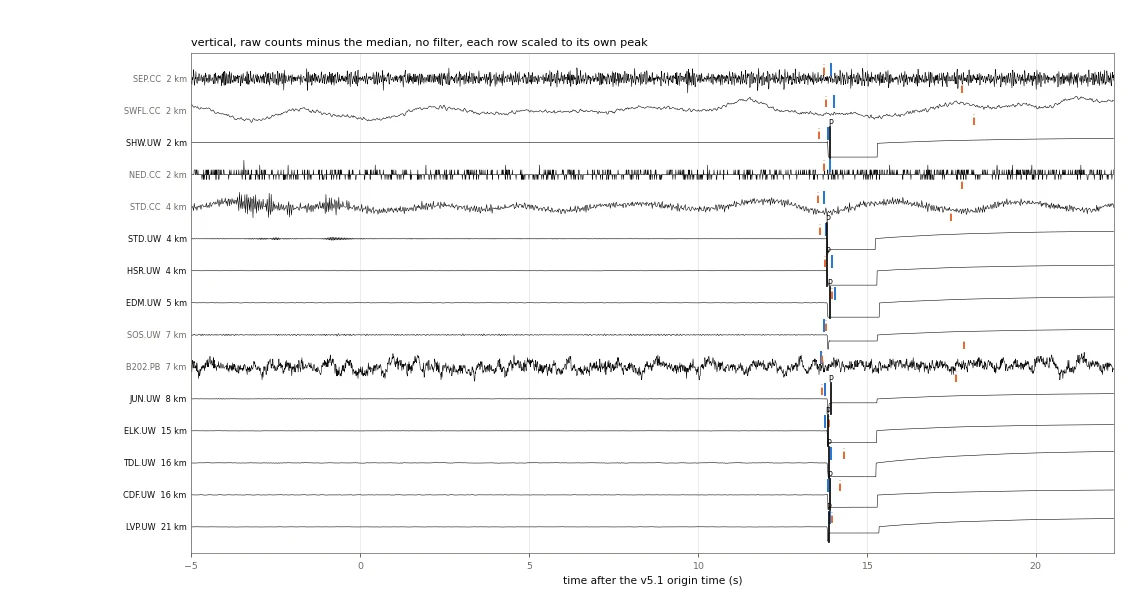 vertical, raw counts minus the median, no filter, each row scaled to its own peak
SEP.CC 2 km
SWFL.CC 2 km
SHW.UW 2 km
P
NED.CC 2 km
STD.CC 4 km
P
STD.UW 4 km
P
HSR.UW 4 km
P
EDM.UW 5 km
SOS.UW 7 km
B202.PB 7 km
P
JUN.UW 8 km
P
ELK.UW 15 km
P
TDL.UW 16 km
P
CDF.UW 16 km
P
LVP.UW 21 km
−5 0 5 10 15 20
time after the v5.1 origin time (s)